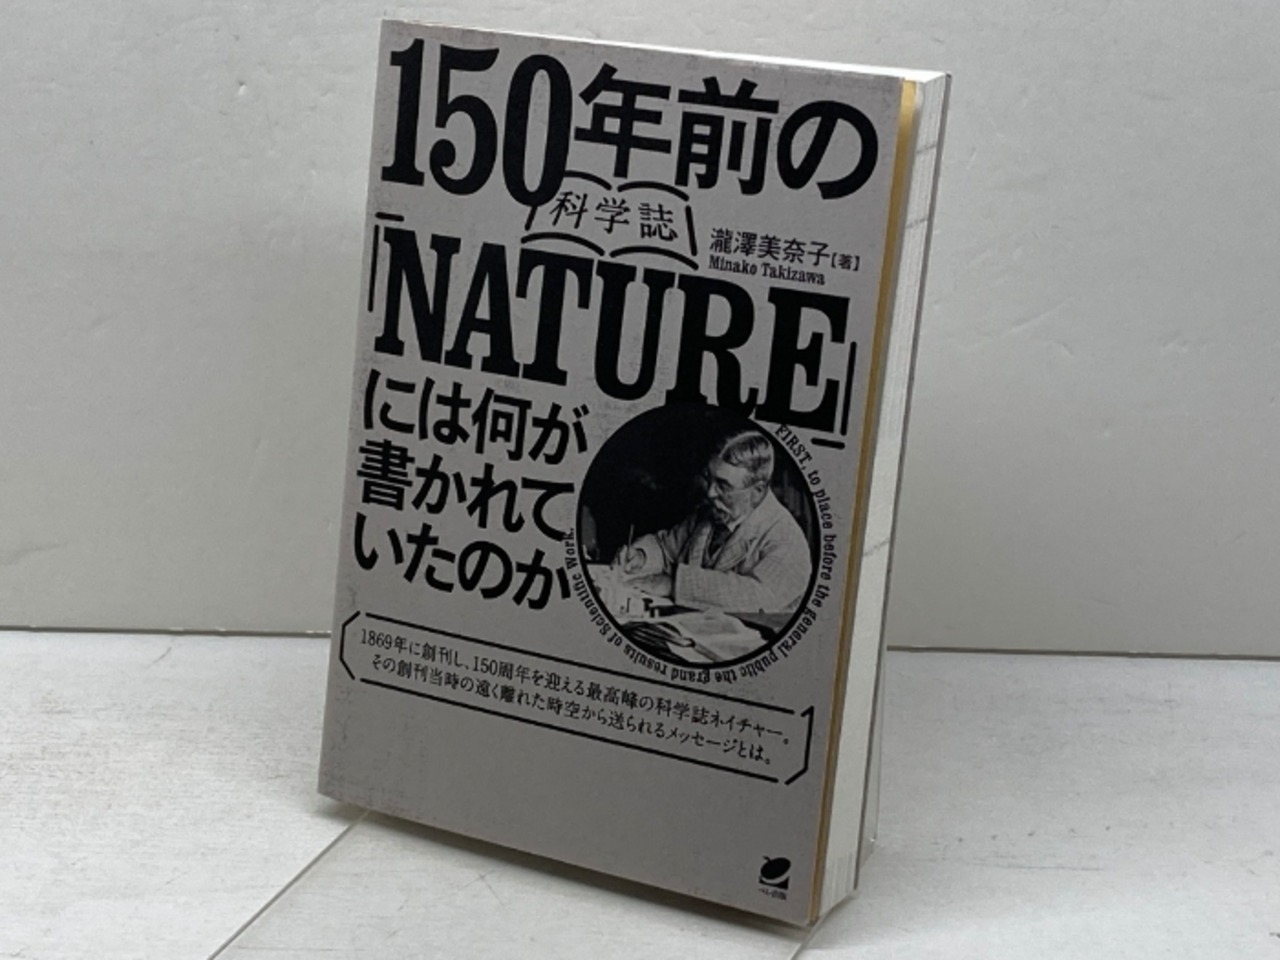 150年前の
科学誌
瀧澤美奈子[著]
Minako Takizawa
「NATURE」
には何が
書かれて
いたのか
FIRST, to place before the general public the grand results of Scientific Work.
1869年に創刊し、150周年を迎える最高峰の科学誌ネイチャー。
その創刊当時の遠く離れた時空から送られるメッセージとは。
ベレ出版